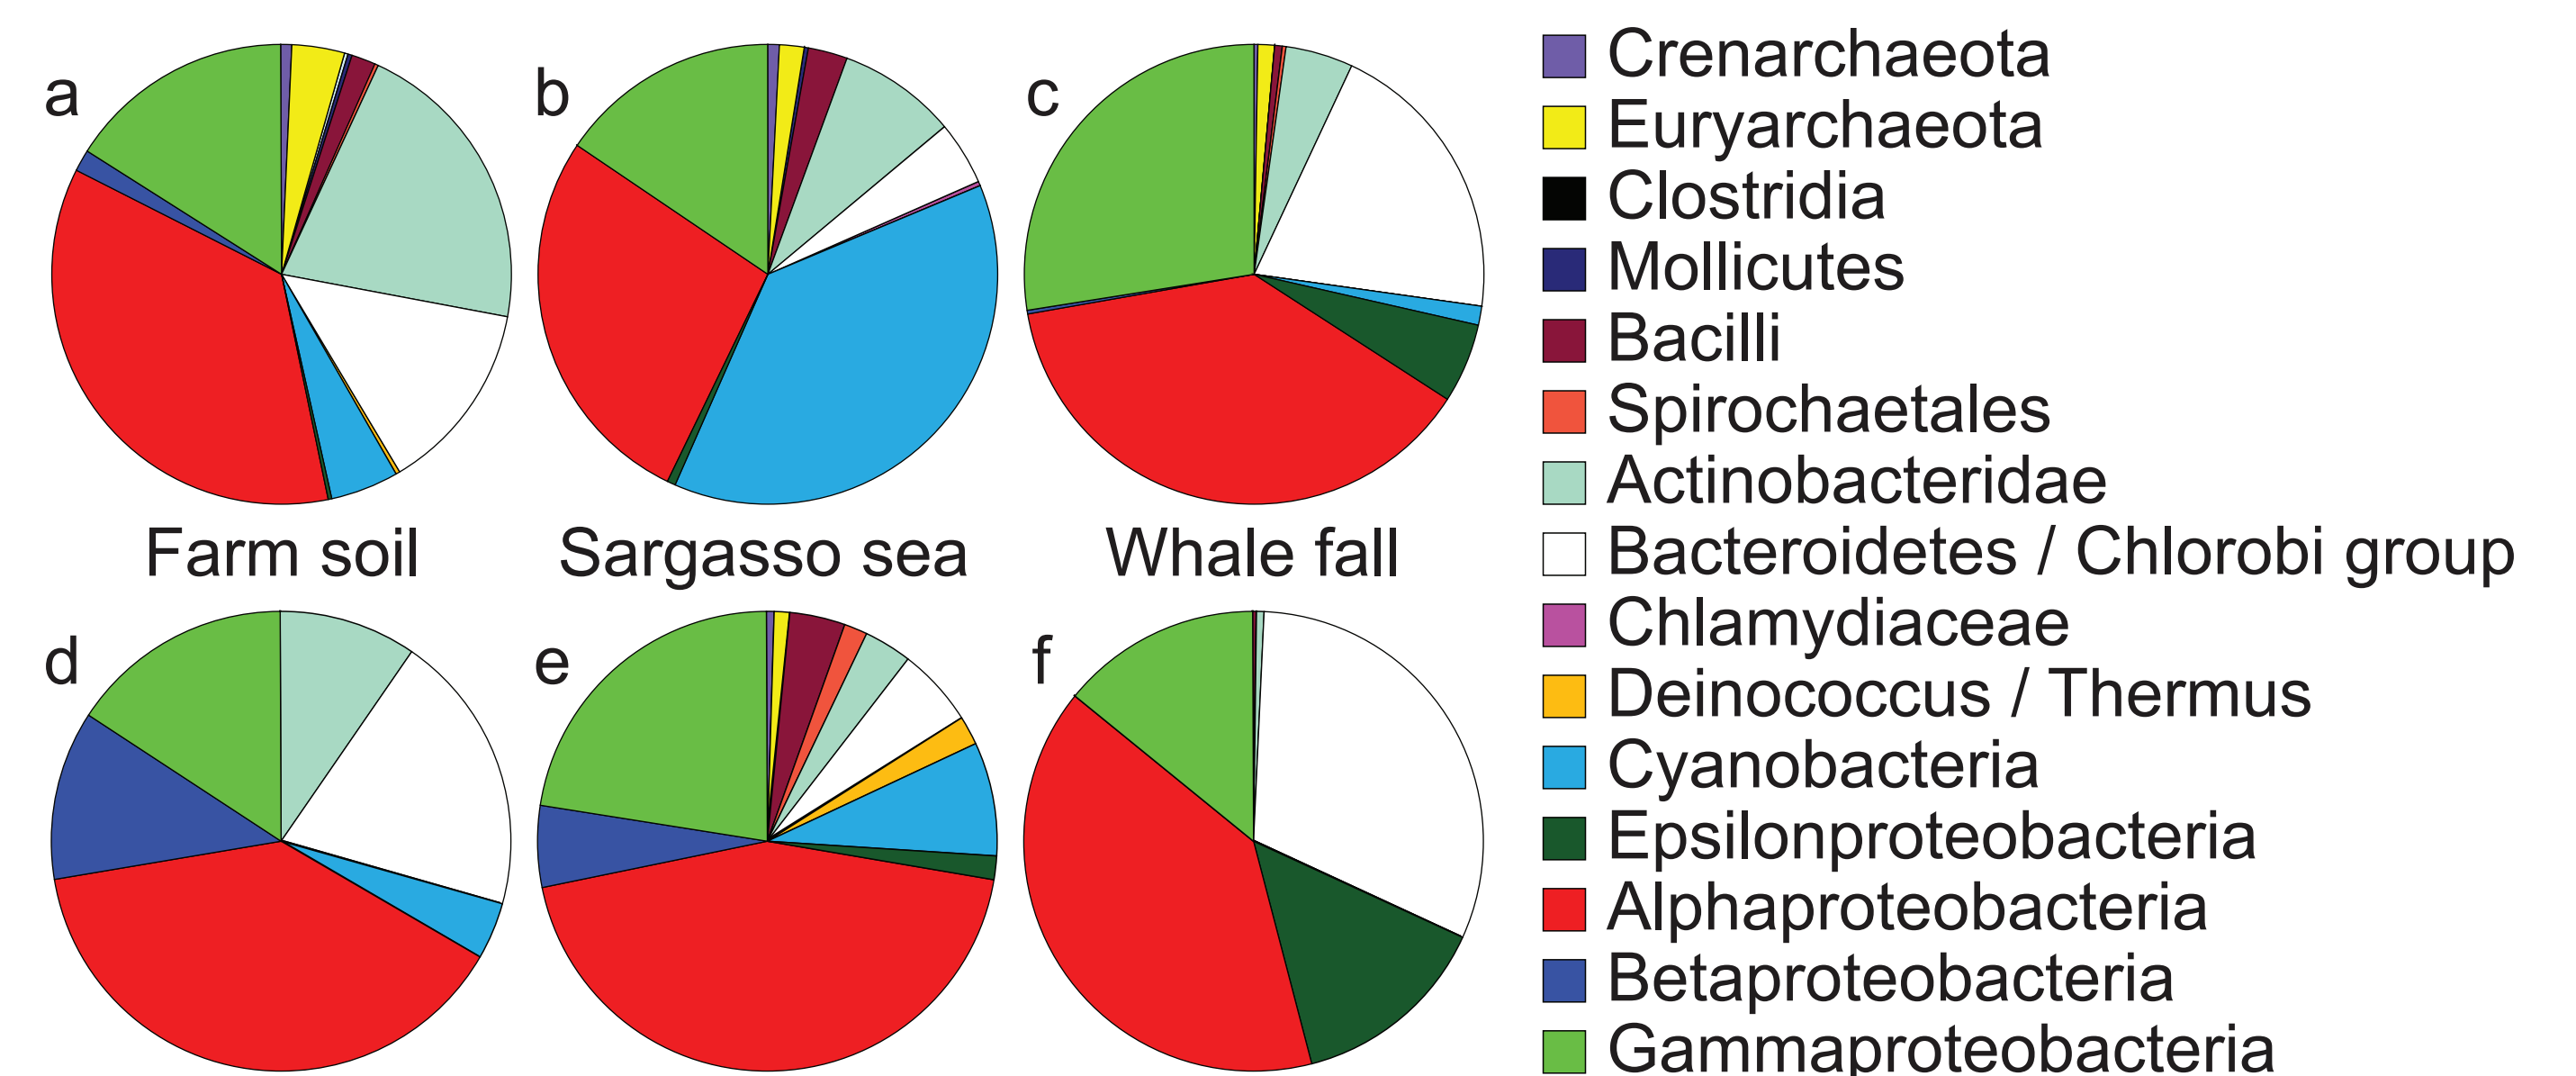 a
b
c
Farm soil
Sargasso sea
Whale fall
d
e
f
Crenarchaeota
Euryarchaeota
Clostridia
Mollicutes
Bacilli
Spirochaetales
Actinobacteridae
Bacteroidetes / Chlorobi group
Chlamydiaceae
Deinococcus / Thermus
Cyanobacteria
Epsilonproteobacteria
Alphaproteobacteria
Betaproteobacteria
Gammaproteobacteria